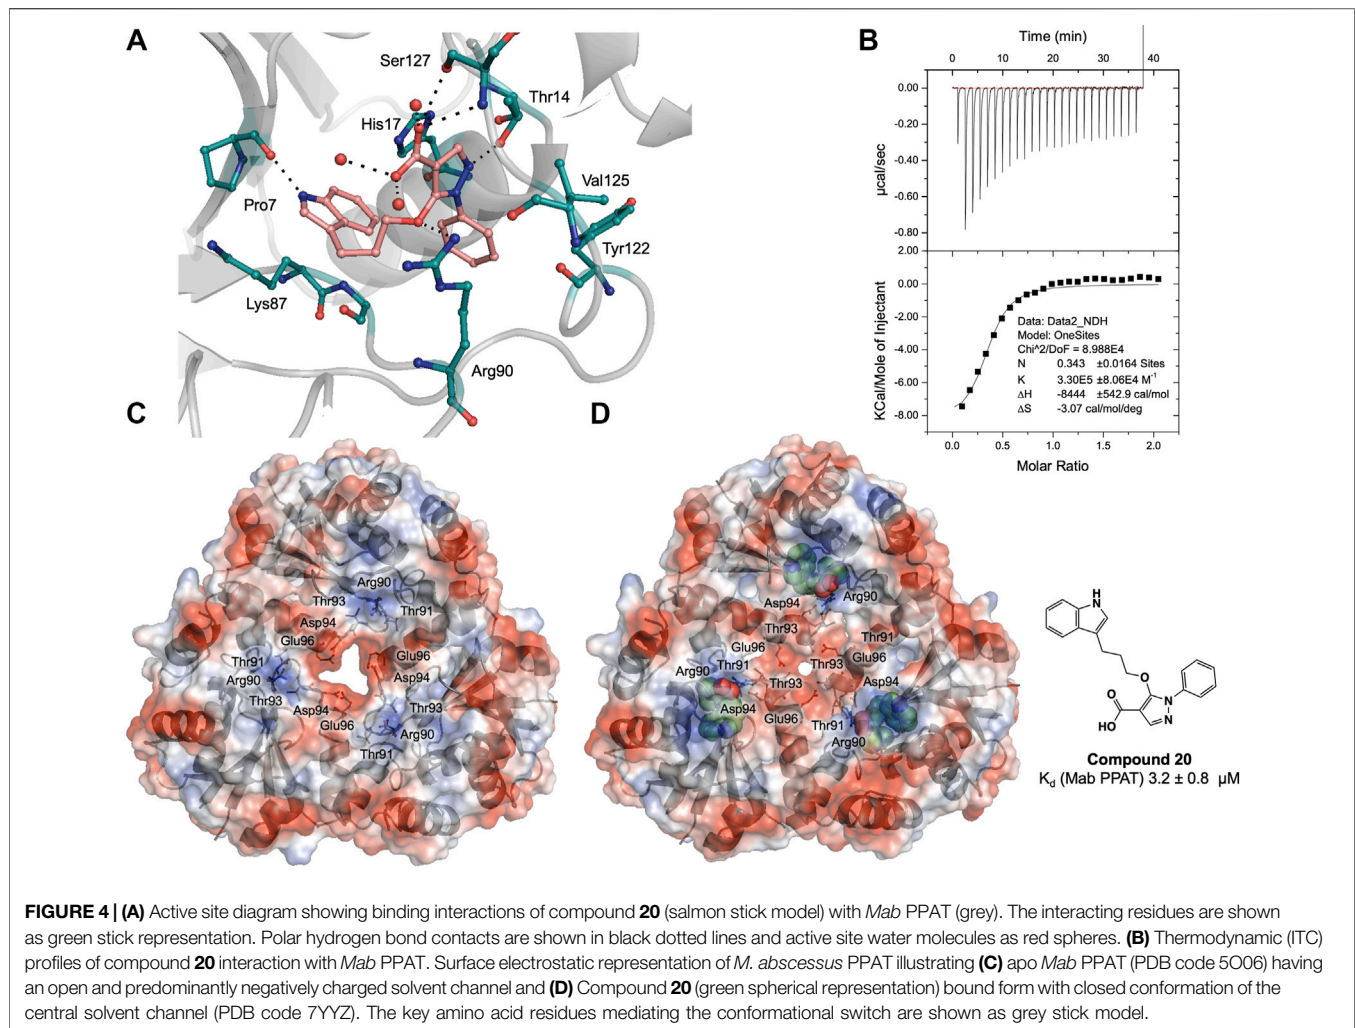 A
Ser127
Thr14
His17
Val125
Pro7
Tyr122
Lys87
Arg90
B
Time (min)
0 10 20 30 40
0.00
-0.20
-0.40
-0.60
-0.80
µcal/sec
2.00
0.00
-2.00
-4.00
-6.00
-8.00
KCal/Mole of Injectant
Data: Data2_NDH
Model: OneSites
Chi^2/DoF = 8.988E4
N 0.343 ±0.0164 Sites
K 3.30E5 ±8.06E4 M⁻¹
ΔH -8444 ±542.9 cal/mol
ΔS -3.07 cal/mol/deg
0.0 0.5 1.0 1.5 2.0
Molar Ratio
C
Arg90
Thr93
Thr91
Asp94
Glu96
Glu96
Thr91
Arg90
Asp94
Thr93
Asp94
Thr93
Glu96
Arg90
Thr91
D
Arg90
Asp94
Thr93
Thr91
Glu96
Glu96
Thr91
Thr93
Arg90
Thr93
Asp94
Asp94
Glu96
Thr91
Arg90
H
N
O
O
N
N
HO
Compound 20
Kd (Mab PPAT) 3.2 ± 0.8 µM
FIGURE 4 | (A) Active site diagram showing binding interactions of compound 20 (salmon stick model) with Mab PPAT (grey). The interacting residues are shown
as green stick representation. Polar hydrogen bond contacts are shown in black dotted lines and active site water molecules as red spheres. (B) Thermodynamic (ITC)
profiles of compound 20 interaction with Mab PPAT. Surface electrostatic representation of M. abscessus PPAT illustrating (C) apo Mab PPAT (PDB code 5O06) having
an open and predominantly negatively charged solvent channel and (D) Compound 20 (green spherical representation) bound form with closed conformation of the
central solvent channel (PDB code 7YYZ). The key amino acid residues mediating the conformational switch are shown as grey stick model.